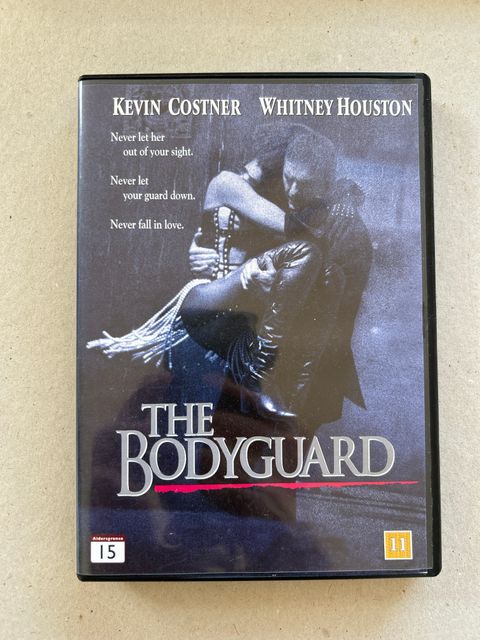 KEVIN COSTNER WHITNEY HOUSTON
Never let her
out of your sight.
Never let
your guard down.
Never fall in love.
THE
BODYGUARD
Aldersgrense
15
11